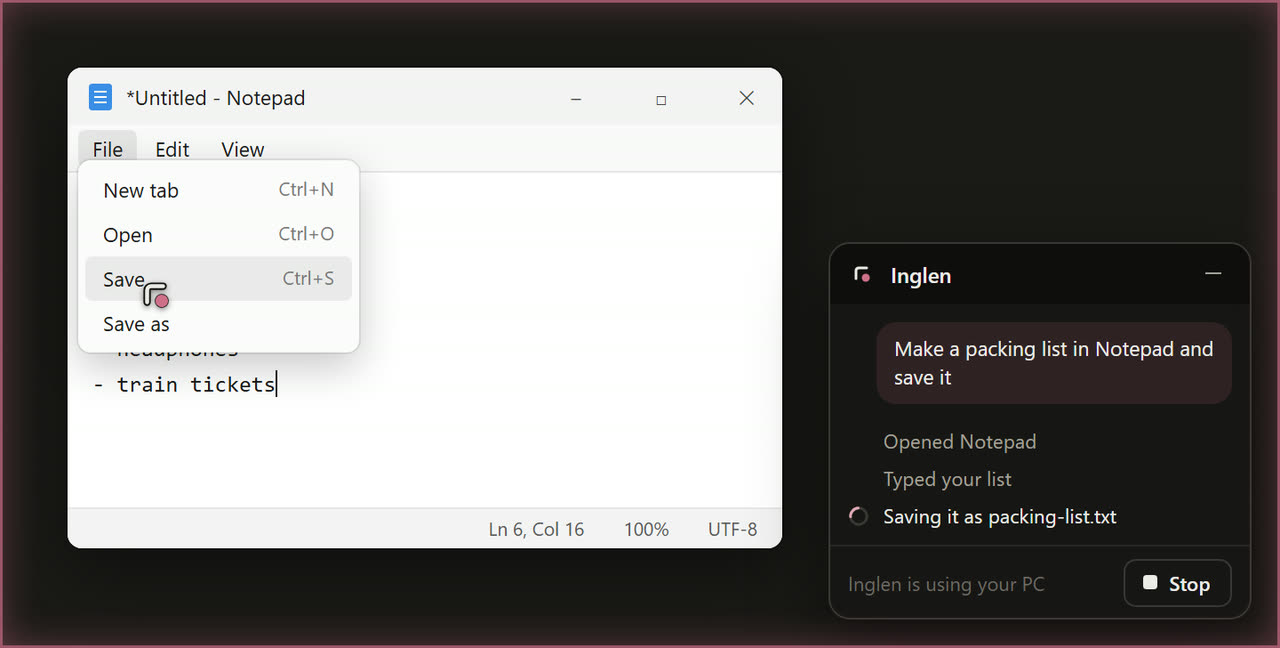 *Untitled - Notepad
File Edit View
New tab Ctrl+N
Open Ctrl+O
Save Ctrl+S
Save as
- train tickets
Ln 6, Col 16 100% UTF-8
Inglen
Make a packing list in Notepad and
save it
Opened Notepad
Typed your list
Saving it as packing-list.txt
Inglen is using your PC
Stop